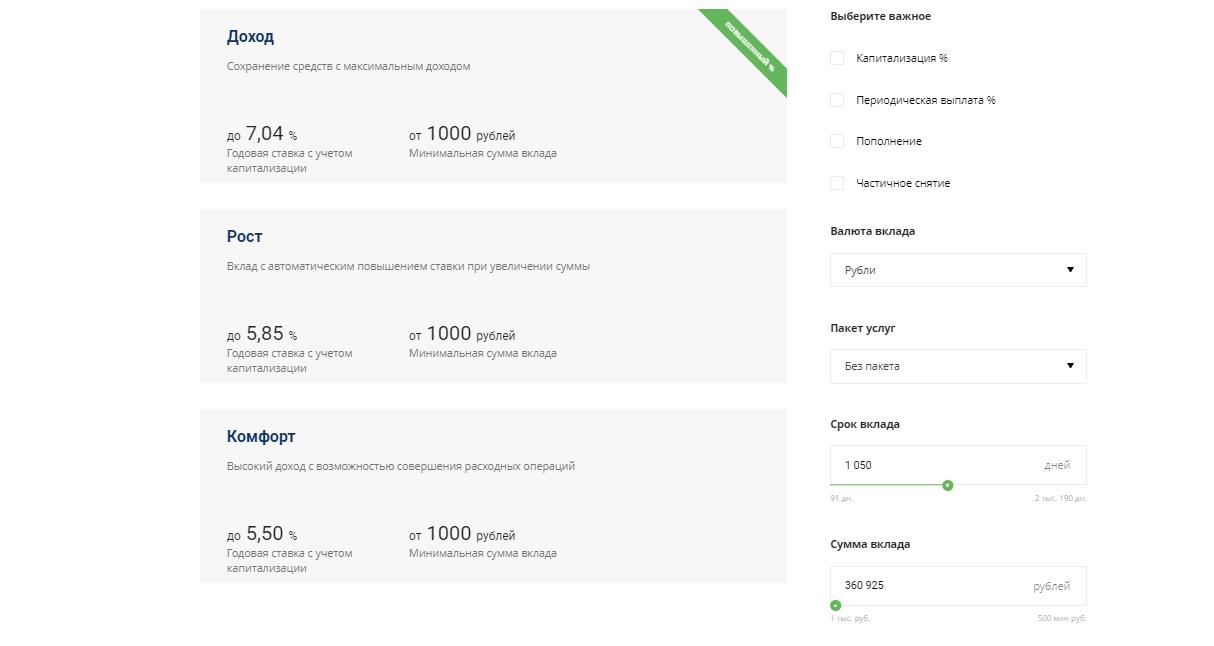 Доход
повышенный %
Сохранение средств с максимальным доходом
до 7,04 %
от 1000 рублей
Годовая ставка с учетом
капитализации
Минимальная сумма вклада
Рост
Вклад с автоматическим повышением ставки при увеличении суммы
до 5,85 %
от 1000 рублей
Годовая ставка с учетом
капитализации
Минимальная сумма вклада
Комфорт
Высокий доход с возможностью совершения расходных операций
до 5,50 %
от 1000 рублей
Годовая ставка с учетом
капитализации
Минимальная сумма вклада
Выберите важное
Капитализация %
Периодическая выплата %
Пополнение
Частичное снятие
Валюта вклада
Рубли
Пакет услуг
Без пакета
Срок вклада
1 050 дней
91 дн. 2 тыс. 190 дн.
Сумма вклада
360 925 рублей
1 тыс. руб. 500 млн руб.